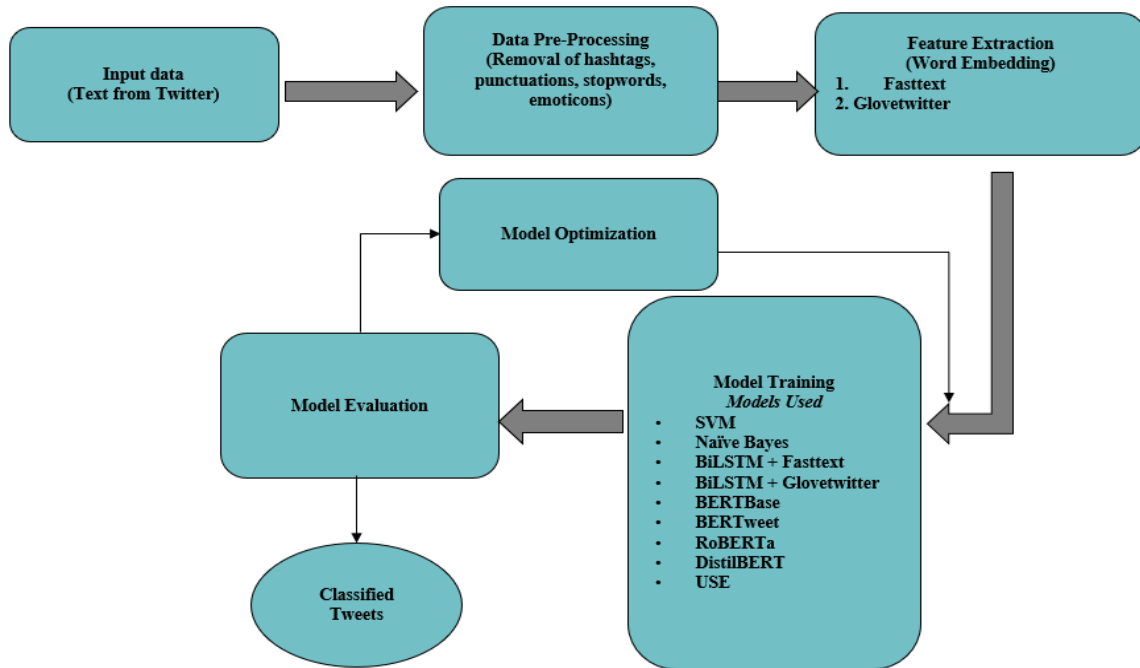 Input data
(Text from Twitter)
Data Pre-Processing
(Removal of hashtags,
punctuations, stopwords,
emoticons)
Feature Extraction
(Word Embedding)
1. Fasttext
2. Glovetwitter
Model Optimization
Model Training
Models Used
• SVM
• Naïve Bayes
• BiLSTM + Fasttext
• BiLSTM + Glovetwitter
• BERTBase
• BERTweet
• RoBERTa
• DistilBERT
• USE
Model Evaluation
Classified
Tweets